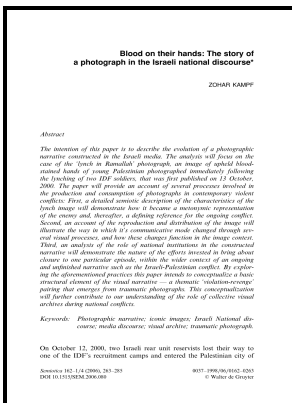 Blood on their hands: The story of
a photograph in the Israeli national discourse*
ZOHAR KAMPF
Abstract
The intention of this paper is to describe the evolution of a photographic
narrative constructed in the Israeli media. The analysis will focus on the
case of the ‘lynch in Ramallah’ photograph, an image of upheld blood-
stained hands of young Palestinian photographed immediately following
the lynching of two IDF soldiers, that was first published on 13 October,
2000. The paper will provide an account of several processes involved in
the production and consumption of photographs in contemporary violent
conflicts: First, a detailed semiotic description of the characteristics of the
lynch image will demonstrate how it became a metonymic representation
of the enemy and, thereafter, a defining reference for the ongoing conflict.
Second, an account of the reproduction and distribution of the image will
illustrate the way in which it's communicative mode changed through sev-
eral visual processes, and how these changes function in the image context.
Third, an analysis of the role of national institutions in the constructed
narrative will demonstrate the nature of the efforts invested in bring about
closure to one particular episode, within the wider context of an ongoing
and unfinished narrative such as the Israeli-Palestinian conflict. By explor-
ing the aforementioned practices this paper intends to conceptualize a basic
structural element of the visual narrative — a thematic ‘violation-revenge’
pairing that emerges from traumatic photographs. This conceptualization
will further contribute to our understanding of the role of collective visual
archives during national conflicts.
Keywords: Photographic narrative; iconic images; Israeli National dis-
course; media discourse; visual archive; traumatic photograph.
On October 12, 2000, two Israeli rear unit reservists lost their way to
one of the IDF's recruitment camps and entered the Palestinian city of
Semiotica 162–1/4 (2006), 263–285
DOI 10.1515/SEM.2006.080
0037–1998/06/0162–0263
© Walter de Gruyter